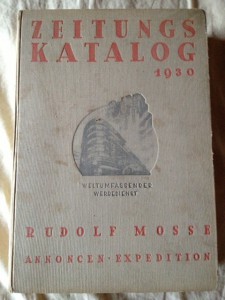 ZEITUNGS
KATALOG
1930
WELTUMFASSENDER
WERBEDIENST
RUDOLF MOSSE
ANNONCEN-EXPEDITION